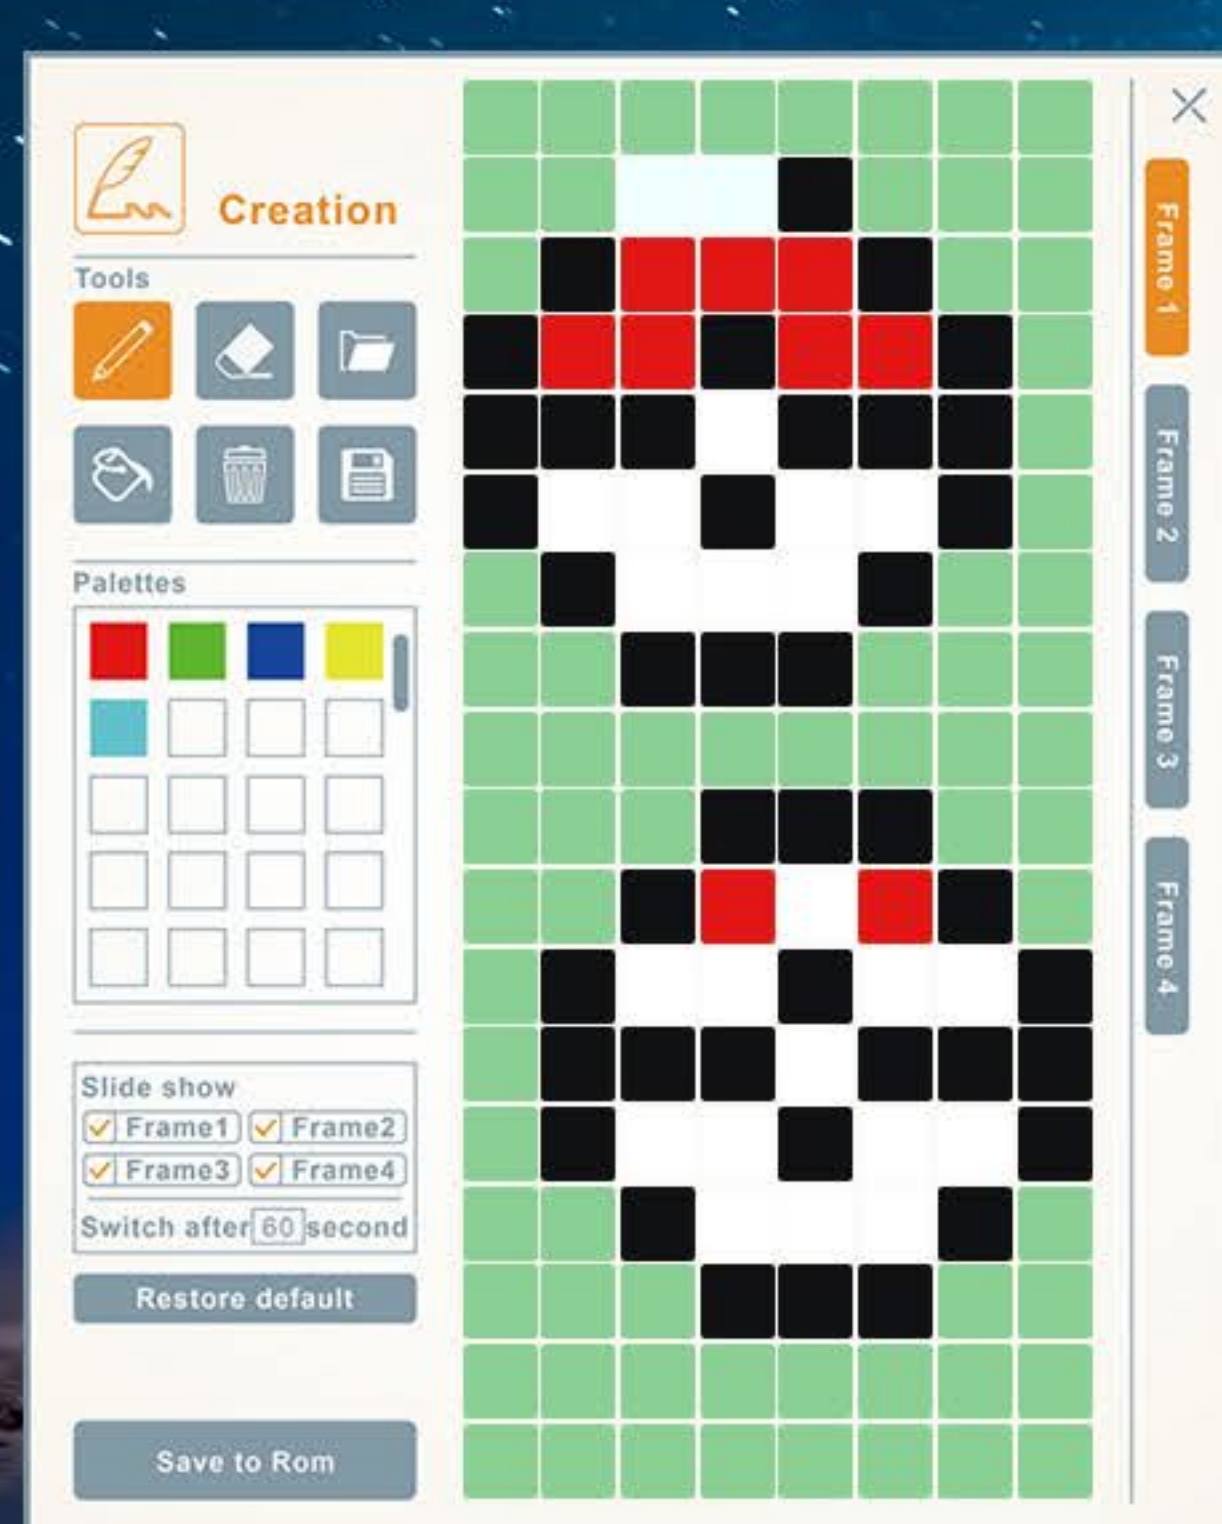 Creation
Tools
Palettes
Slide show
Frame1 Frame2
Frame3 Frame4
Switch after 60 second
Restore default
Save to Rom
Frame 1
Frame 2
Frame 3
Frame 4